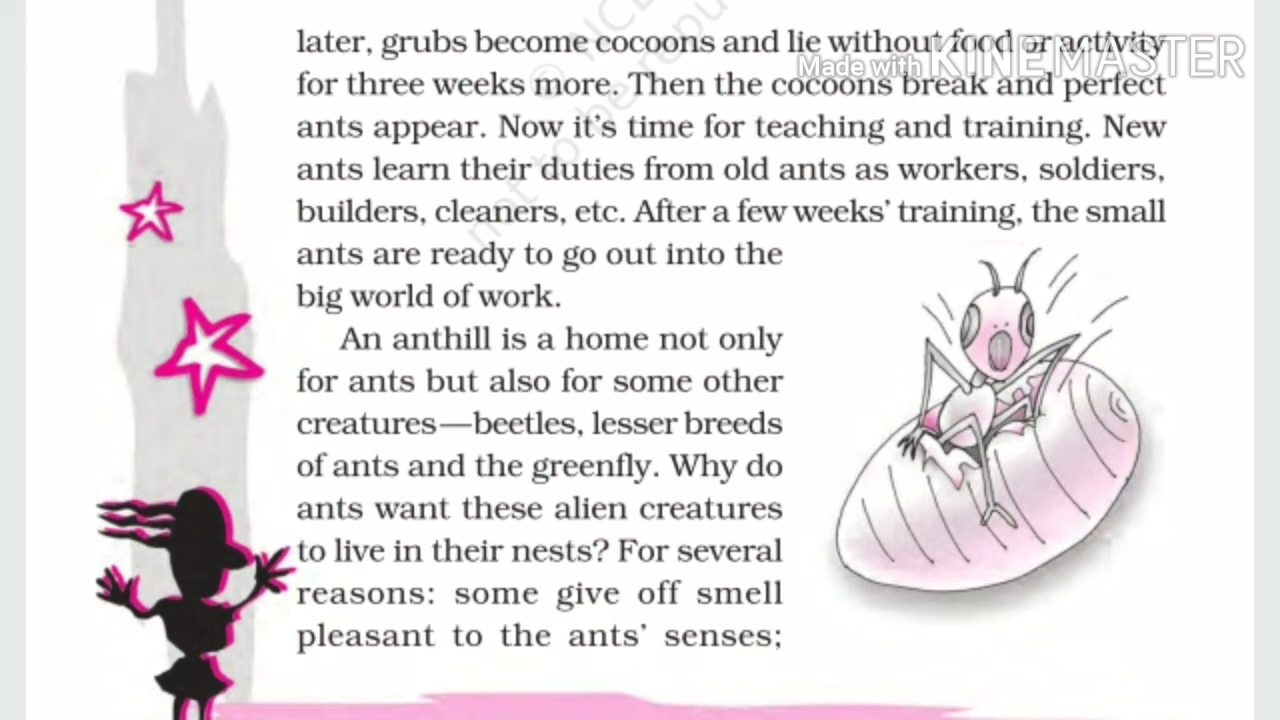 later, grubs become cocoons and lie without food or activity
Made with KINEMASTER
for three weeks more. Then the cocoons break and perfect
ants appear. Now it's time for teaching and training. New
ants learn their duties from old ants as workers, soldiers,
builders, cleaners, etc. After a few weeks' training, the small
ants are ready to go out into the
big world of work.
An anthill is a home not only
for ants but also for some other
creatures—beetles, lesser breeds
of ants and the greenfly. Why do
ants want these alien creatures
to live in their nests? For several
reasons: some give off smell
pleasant to the ants' senses;
© NCE
not to be repu